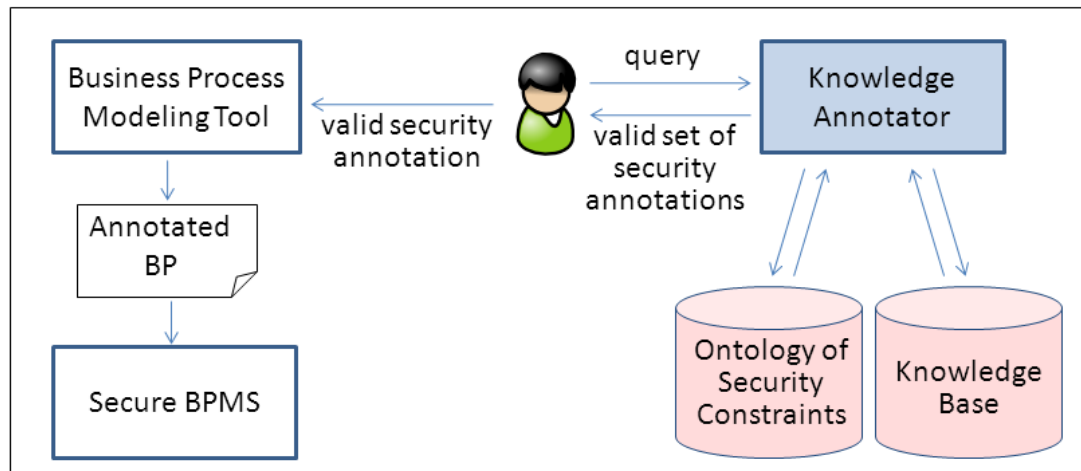 Business Process
Modeling Tool
valid security
annotation
query
valid set of
security
annotations
Knowledge
Annotator
Annotated
BP
Secure BPMS
Ontology of
Security
Constraints
Knowledge
Base